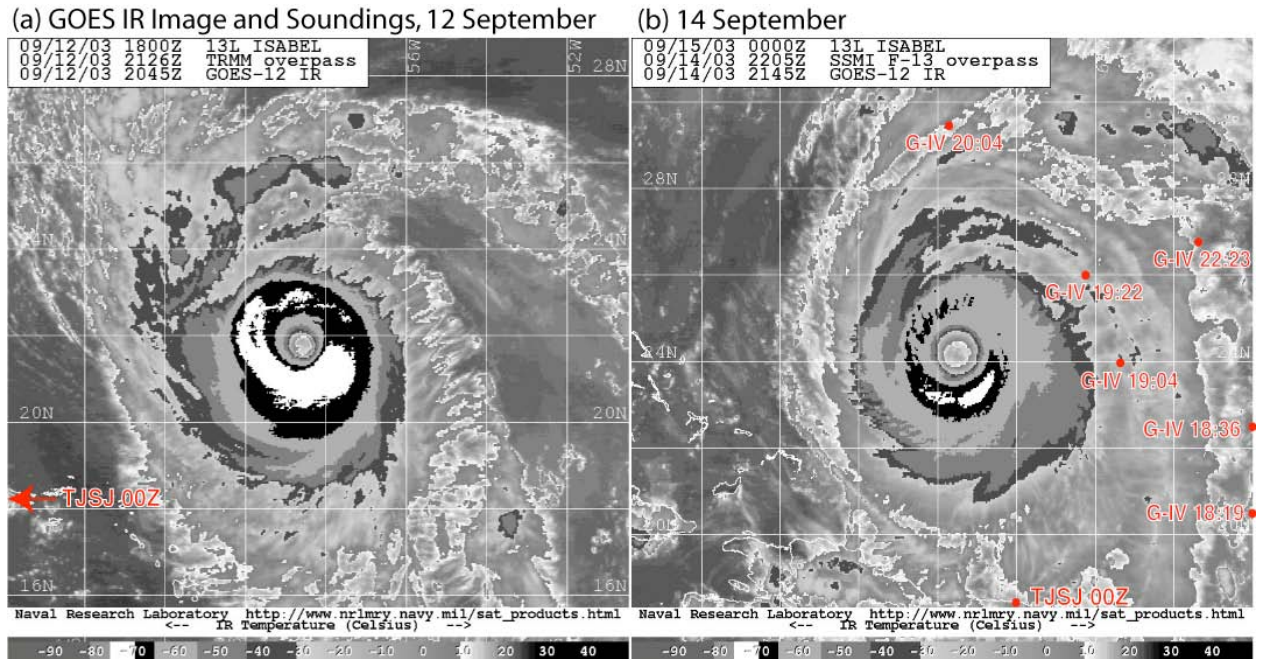 (a) GOES IR Image and Soundings, 12 September
09/12/03 1800Z 13L ISABEL
09/12/03 2126Z TRMM overpass
09/12/03 2045Z GOES-12 IR
56W
52W
28N
24N
24N
20N
20N
TJSJ 00Z
16N
16N
Naval Research Laboratory http://www.nrlmry.navy.mil/sat_products.html
<-- IR Temperature (Celsius) -->
-90 -80 -70 -60 -50 -40 -30 -20 -10 0 10 20 30 40
(b) 14 September
09/15/03 0000Z 13L ISABEL
09/14/03 2205Z SSMI F-13 overpass
09/14/03 2145Z GOES-12 IR
G-IV 20:04
28N
8N
G-IV 22:23
G-IV 19:22
24N
24N
G-IV 19:04
G-IV 18:36
G-IV 18:19
20N
20N
TJSJ 00Z
Naval Research Laboratory http://www.nrlmry.navy.mil/sat_products.html
<-- IR Temperature (Celsius) -->
-90 -80 -70 -60 -50 -40 -30 -20 -10 0 10 20 30 40